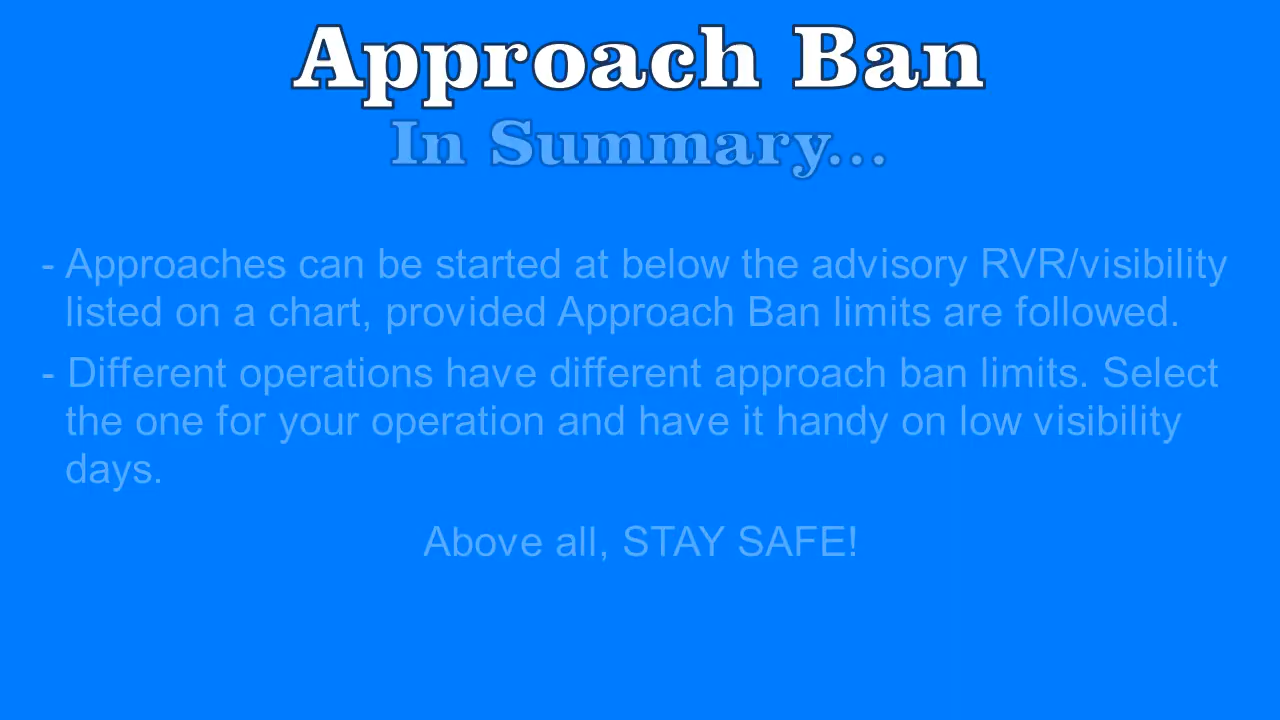 Approach Ban
In Summary...
- Approaches can be started at below the advisory RVR/visibility
listed on a chart, provided Approach Ban limits are followed.
- Different operations have different approach ban limits. Select
the one for your operation and have it handy on low visibility
days.
Above all, STAY SAFE!